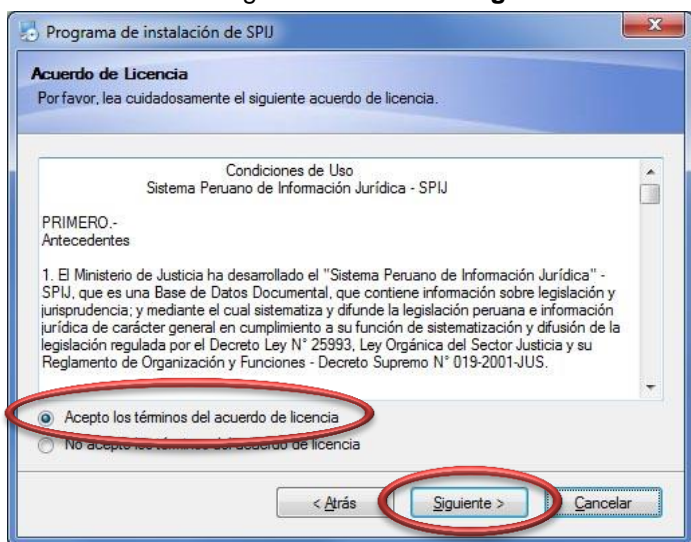 Programa de instalación de SPIJ
Acuerdo de Licencia
Por favor, lea cuidadosamente el siguiente acuerdo de licencia.
Condiciones de Uso
Sistema Peruano de Información Jurídica - SPIJ
PRIMERO.-
Antecedentes
1. El Ministerio de Justicia ha desarrollado el "Sistema Peruano de Información Jurídica" -
SPIJ, que es una Base de Datos Documental, que contiene información sobre legislación y
jurisprudencia; y mediante el cual sistematiza y difunde la legislación peruana e información
jurídica de carácter general en cumplimiento a su función de sistematización y difusión de la
legislación regulada por el Decreto Ley N° 25993, Ley Orgánica del Sector Justicia y su
Reglamento de Organización y Funciones - Decreto Supremo N° 019-2001-JUS.
Acepto los términos del acuerdo de licencia
No acepto los términos del acuerdo de licencia
< Atrás
Siguiente >
Cancelar